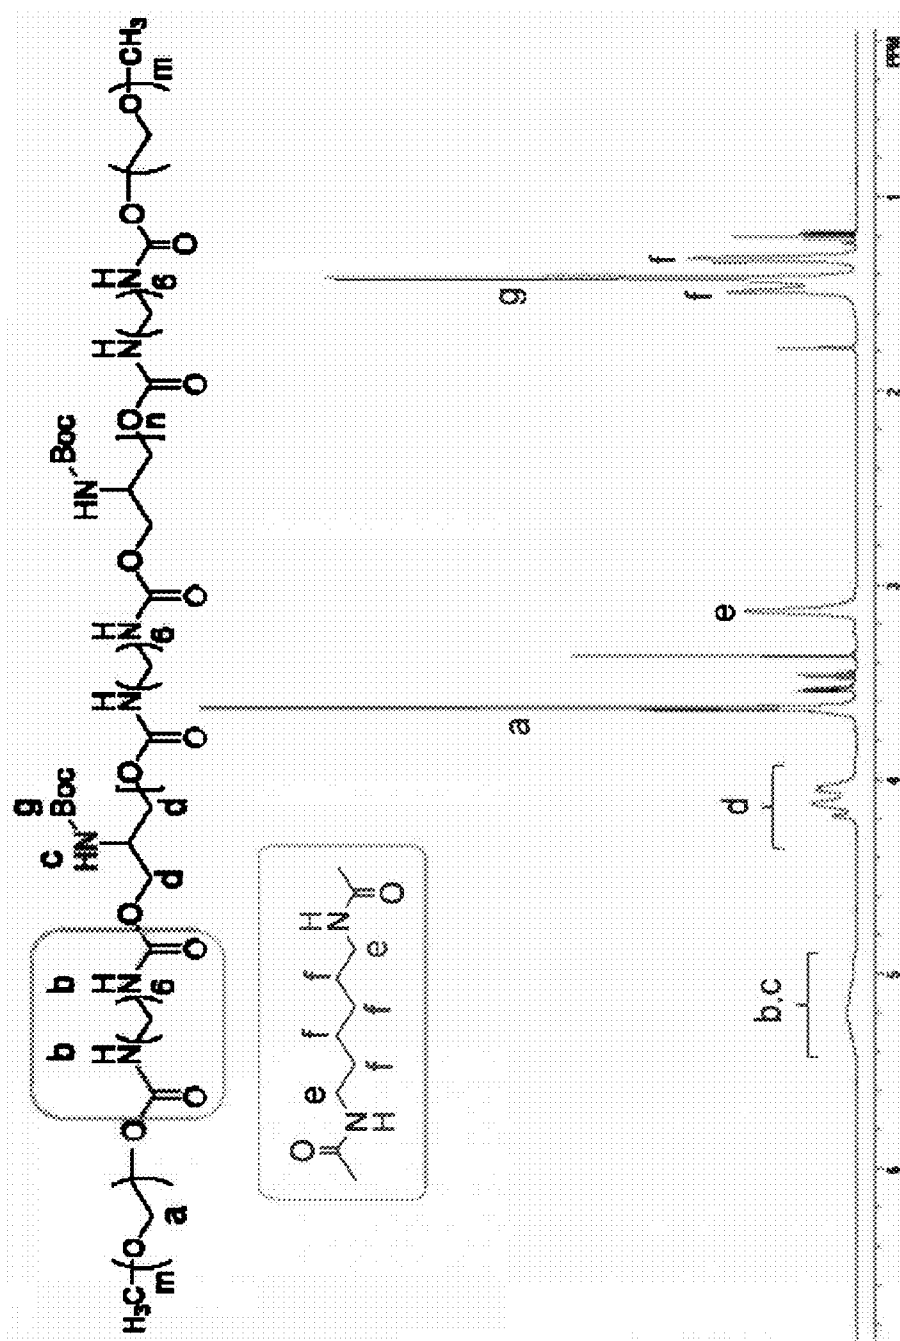 g
c Boc Boc
b b HN HN
H H H H H H
H₃C O O N N O O N N O O N N O O CH₃
m 6 6 n 6 m
a d d
O O O O O O
O N H e f f f f e H N O
b.c d a e f g f
6 5 4 3 2 1 PPM